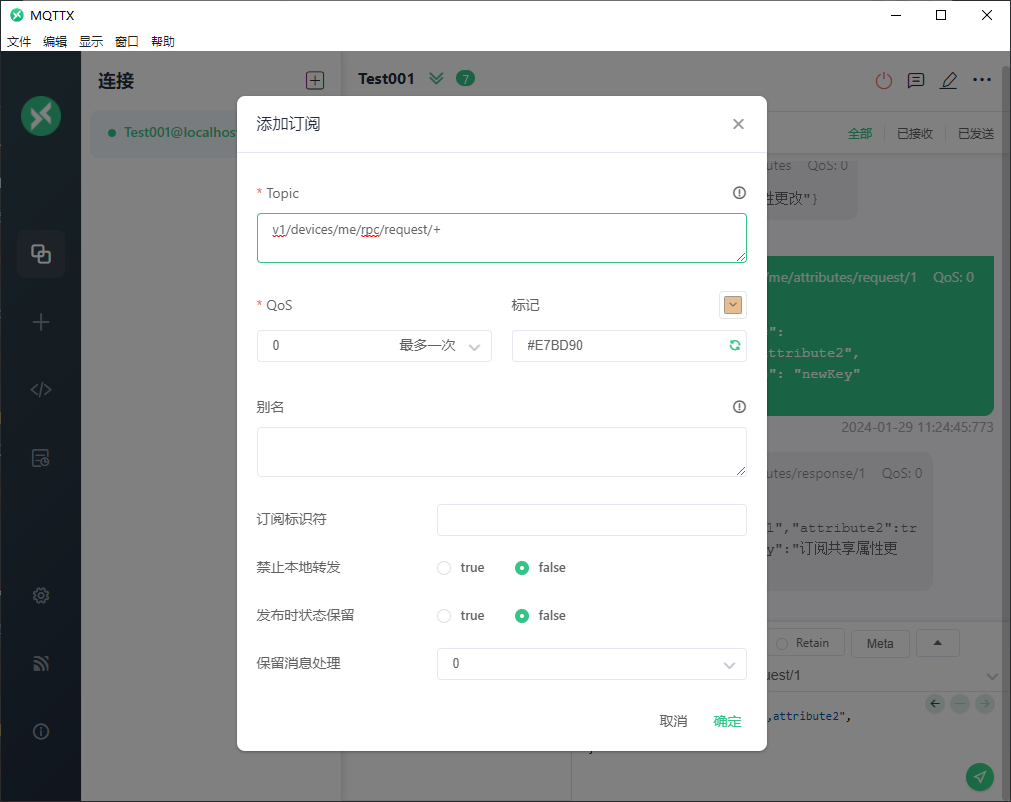 MQTTX
文件 编辑 显示 窗口 帮助
连接
Test001 7
Test001@localhos
全部 已接收 已发送
QoS: 0
性更改"}
/me/attributes/request/1 QoS: 0
":
ttribute2",
": "newKey"
2024-01-29 11:24:45:773
utes/response/1 QoS: 0
1","attribute2":tr
y":"订阅共享属性更
Retain Meta
uest/1
,attribute2",
添加订阅
* Topic
v1/devices/me/rpc/request/+
* QoS 标记
0 最多一次 #E7BD90
别名
订阅标识符
禁止本地转发 true false
发布时状态保留 true false
保留消息处理 0
取消 确定